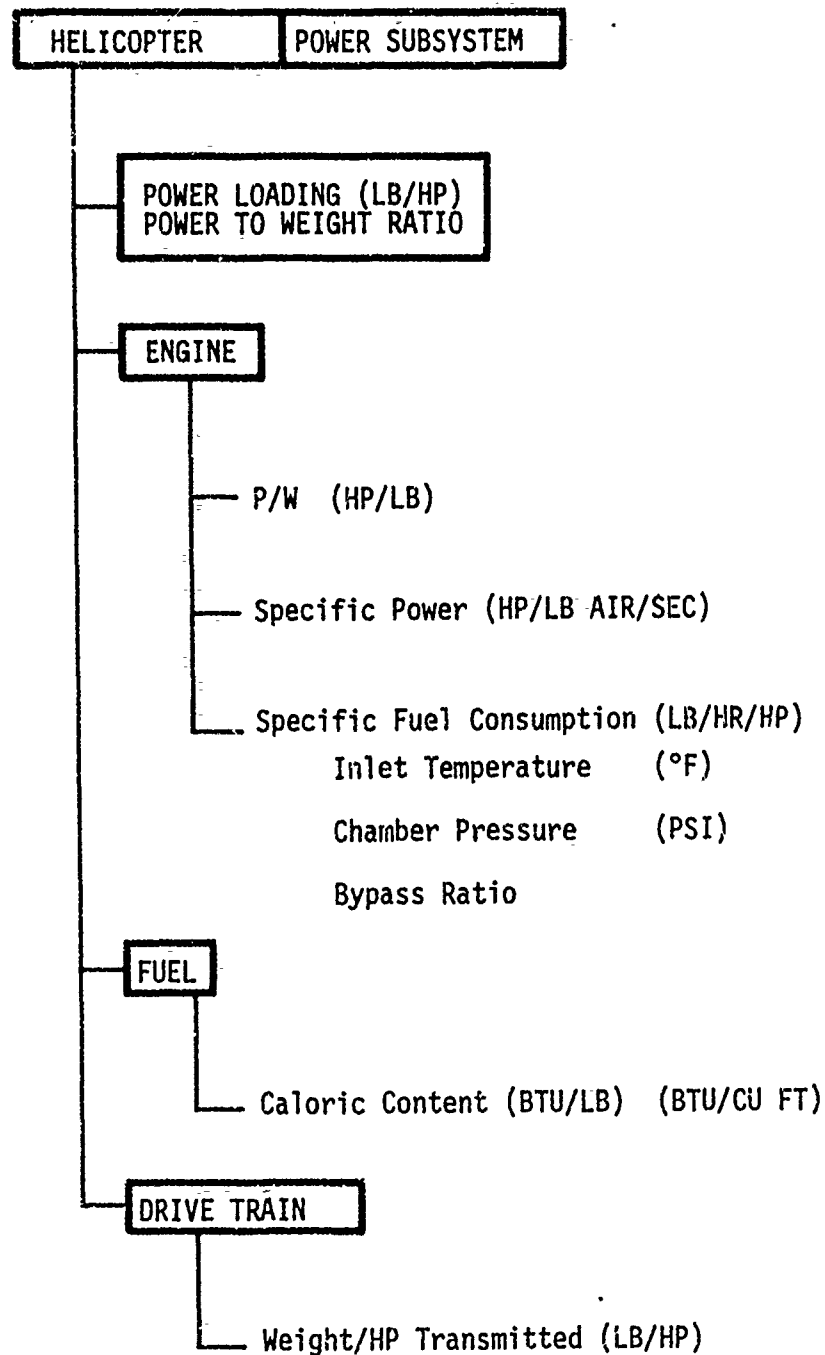 HELICOPTER POWER SUBSYSTEM
POWER LOADING (LB/HP)
POWER TO WEIGHT RATIO
ENGINE
P/W (HP/LB)
Specific Power (HP/LB AIR/SEC)
Specific Fuel Consumption (LB/HR/HP)
Inlet Temperature (°F)
Chamber Pressure (PSI)
Bypass Ratio
FUEL
Caloric Content (BTU/LB) (BTU/CU FT)
DRIVE TRAIN
Weight/HP Transmitted (LB/HP)